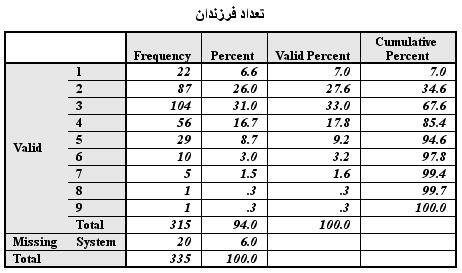 تعداد فرزندان
Cumulative
Frequency Percent Valid Percent Percent
Valid 1 22 6.6 7.0 7.0
2 87 26.0 27.6 34.6
3 104 31.0 33.0 67.6
4 56 16.7 17.8 85.4
5 29 8.7 9.2 94.6
6 10 3.0 3.2 97.8
7 5 1.5 1.6 99.4
8 1 .3 .3 99.7
9 1 .3 .3 100.0
Total 315 94.0 100.0
Missing System 20 6.0
Total 335 100.0